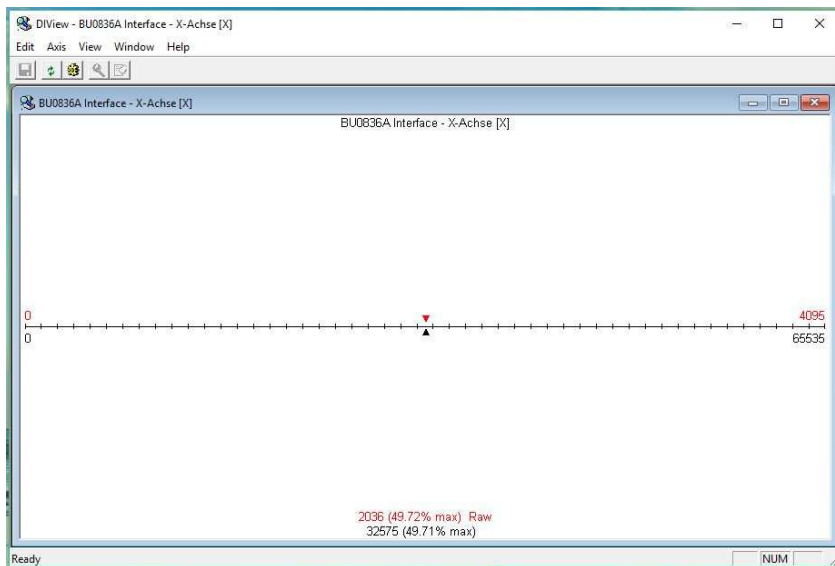 DIView - BU0836A Interface - X-Achse [X]
Edit Axis View Window Help
BU0836A Interface - X-Achse [X]
BU0836A Interface - X-Achse [X]
0 4095
0 65535
2036 (49.72% max) Raw
32575 (49.71% max)
Ready NUM